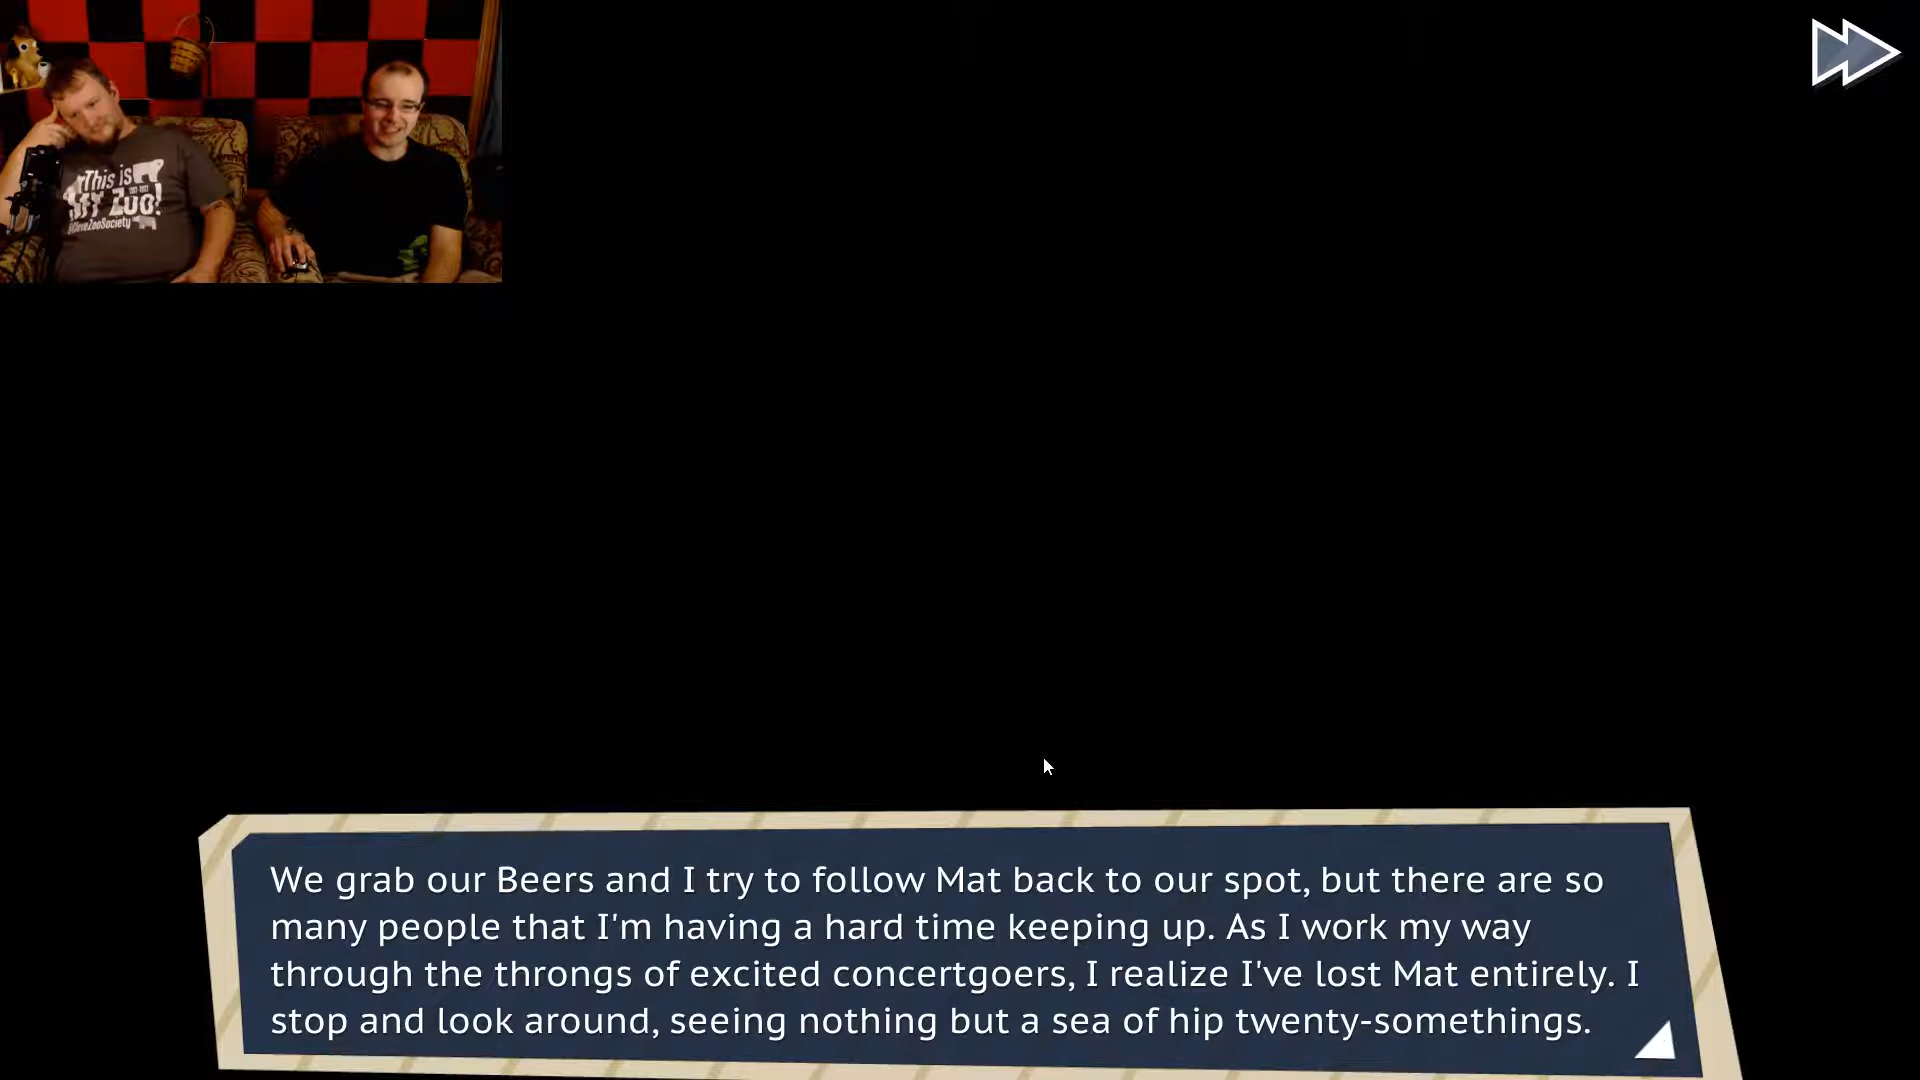 This is
My Zoo!
We grab our Beers and I try to follow Mat back to our spot, but there are so
many people that I'm having a hard time keeping up. As I work my way
through the throngs of excited concertgoers, I realize I've lost Mat entirely. I
stop and look around, seeing nothing but a sea of hip twenty-somethings.